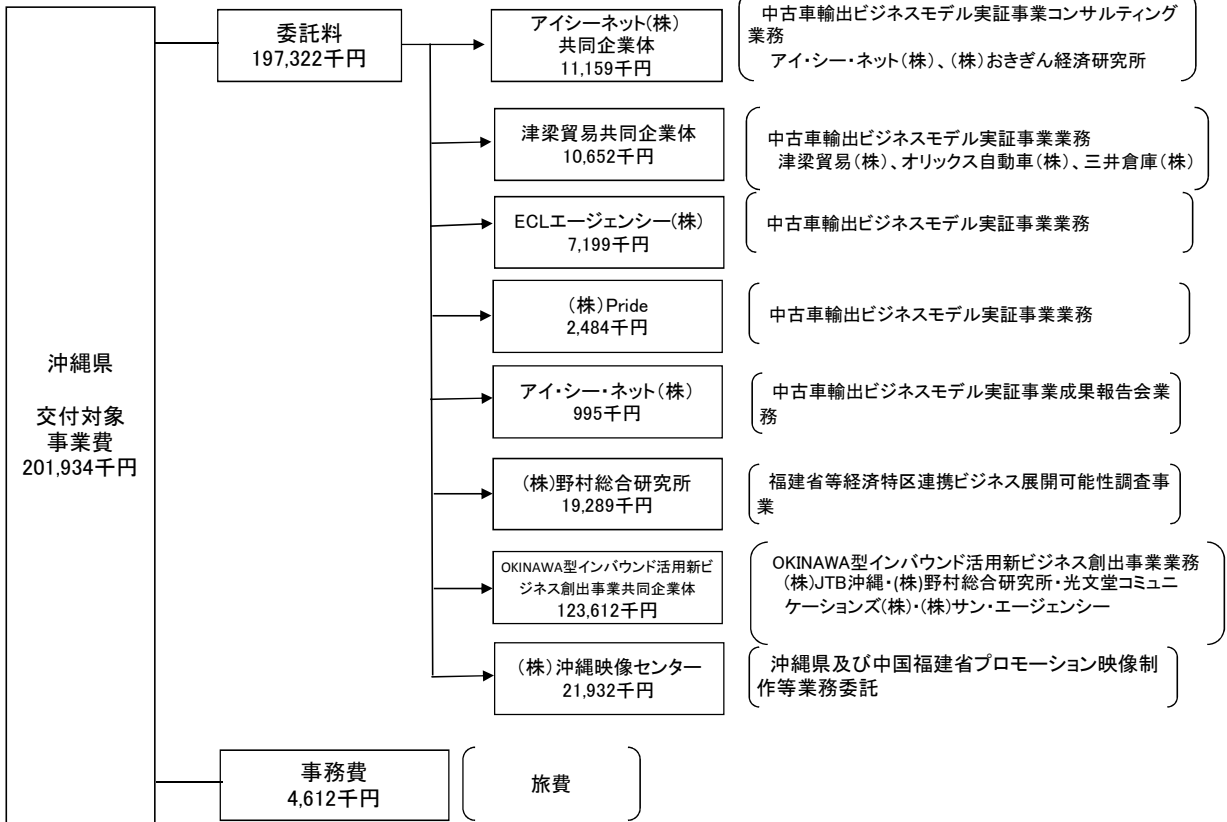 沖縄県
交付対象
事業費
201,934千円
委託料
197,322千円
アイシーネット(株)
共同企業体
11,159千円
中古車輸出ビジネスモデル実証事業コンサルティング
業務
アイ・シー・ネット(株)、(株)おきぎん経済研究所
津梁貿易共同企業体
10,652千円
中古車輸出ビジネスモデル実証事業業務
津梁貿易(株)、オリックス自動車(株)、三井倉庫(株)
ECLエージェンシー(株)
7,199千円
中古車輸出ビジネスモデル実証事業業務
(株)Pride
2,484千円
中古車輸出ビジネスモデル実証事業業務
アイ・シー・ネット(株)
995千円
中古車輸出ビジネスモデル実証事業成果報告会業
務
(株)野村総合研究所
19,289千円
福建省等経済特区連携ビジネス展開可能性調査事
業
OKINAWA型インバウンド活用新ビ
ジネス創出事業共同企業体
123,612千円
OKINAWA型インバウンド活用新ビジネス創出事業業務
(株)JTB沖縄・(株)野村総合研究所・光文堂コミュニ
ケーションズ(株)・(株)サン・エージェンシー
(株)沖縄映像センター
21,932千円
沖縄県及び中国福建省プロモーション映像制
作等業務委託
事務費
4,612千円
旅費